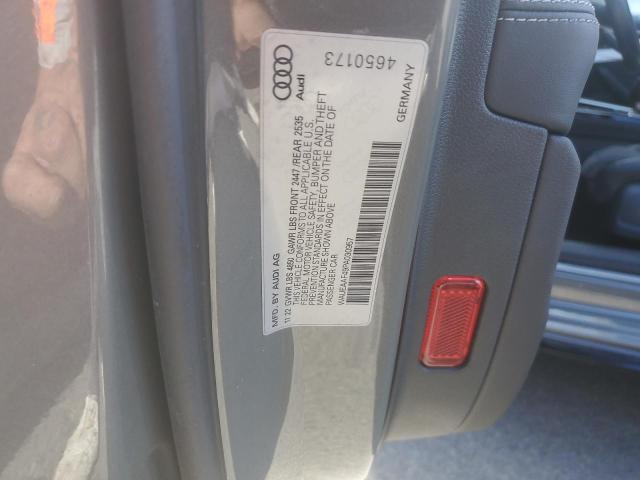 Audi
4650173
MFD. BY AUDI AG
GERMANY
11 22 GVWR LBS 4850 GAWR LBS FRONT 2447 /REAR 2535
THIS VEHICLE CONFORMS TO ALL APPLICABLE U.S.
FEDERAL MOTOR VEHICLE SAFETY, BUMPER AND THEFT
PREVENTION STANDARDS IN EFFECT ON THE DATE OF
MANUFACTURE SHOWN ABOVE
PASSENGER CAR